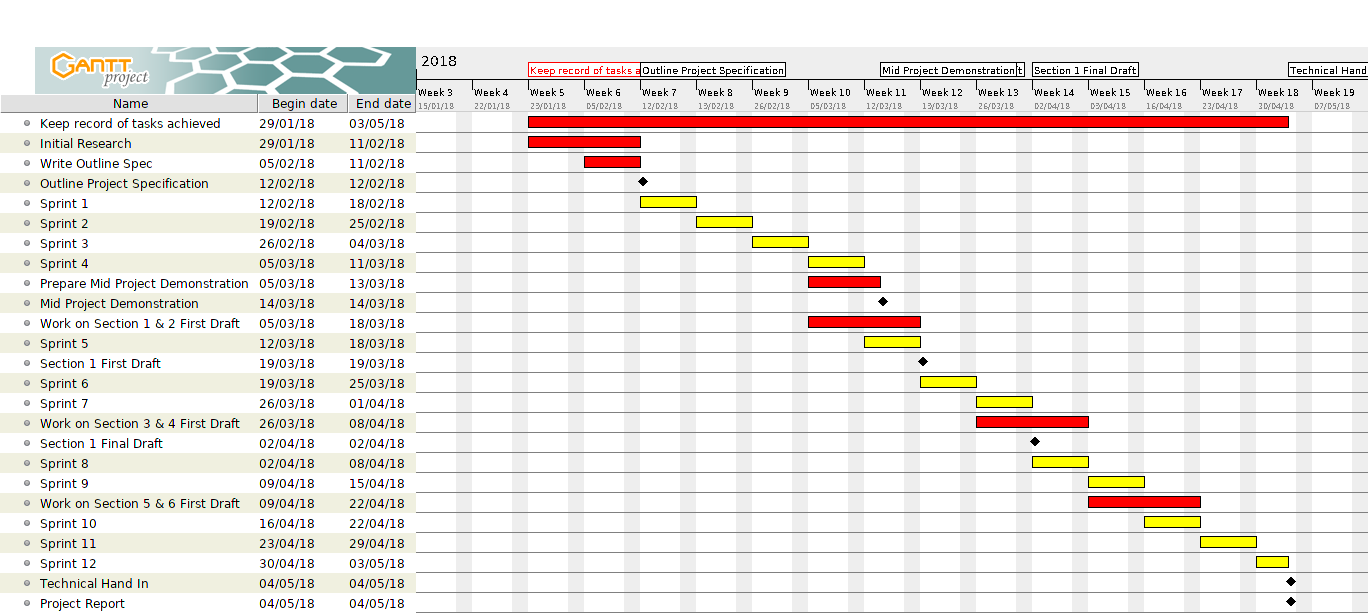 2018
GANTT
project
Keep record of tasks a Outline Project Specification Mid Project Demonstration t Section 1 Final Draft Technical Hand
Week 3 Week 4 Week 5 Week 6 Week 7 Week 8 Week 9 Week 10 Week 11 Week 12 Week 13 Week 14 Week 15 Week 16 Week 17 Week 18 Week 19
Name Begin date End date 15/01/18 22/01/18 29/01/18 05/02/18 12/02/18 19/02/18 26/02/18 05/03/18 12/03/18 19/03/18 26/03/18 02/04/18 09/04/18 16/04/18 23/04/18 30/04/18 07/05/18
Keep record of tasks achieved 29/01/18 03/05/18
Initial Research 29/01/18 11/02/18
Write Outline Spec 05/02/18 11/02/18
Outline Project Specification 12/02/18 12/02/18
Sprint 1 12/02/18 18/02/18
Sprint 2 19/02/18 25/02/18
Sprint 3 26/02/18 04/03/18
Sprint 4 05/03/18 11/03/18
Prepare Mid Project Demonstration 05/03/18 13/03/18
Mid Project Demonstration 14/03/18 14/03/18
Work on Section 1 & 2 First Draft 05/03/18 18/03/18
Sprint 5 12/03/18 18/03/18
Section 1 First Draft 19/03/18 19/03/18
Sprint 6 19/03/18 25/03/18
Sprint 7 26/03/18 01/04/18
Work on Section 3 & 4 First Draft 26/03/18 08/04/18
Section 1 Final Draft 02/04/18 02/04/18
Sprint 8 02/04/18 08/04/18
Sprint 9 09/04/18 15/04/18
Work on Section 5 & 6 First Draft 09/04/18 22/04/18
Sprint 10 16/04/18 22/04/18
Sprint 11 23/04/18 29/04/18
Sprint 12 30/04/18 03/05/18
Technical Hand In 04/05/18 04/05/18
Project Report 04/05/18 04/05/18